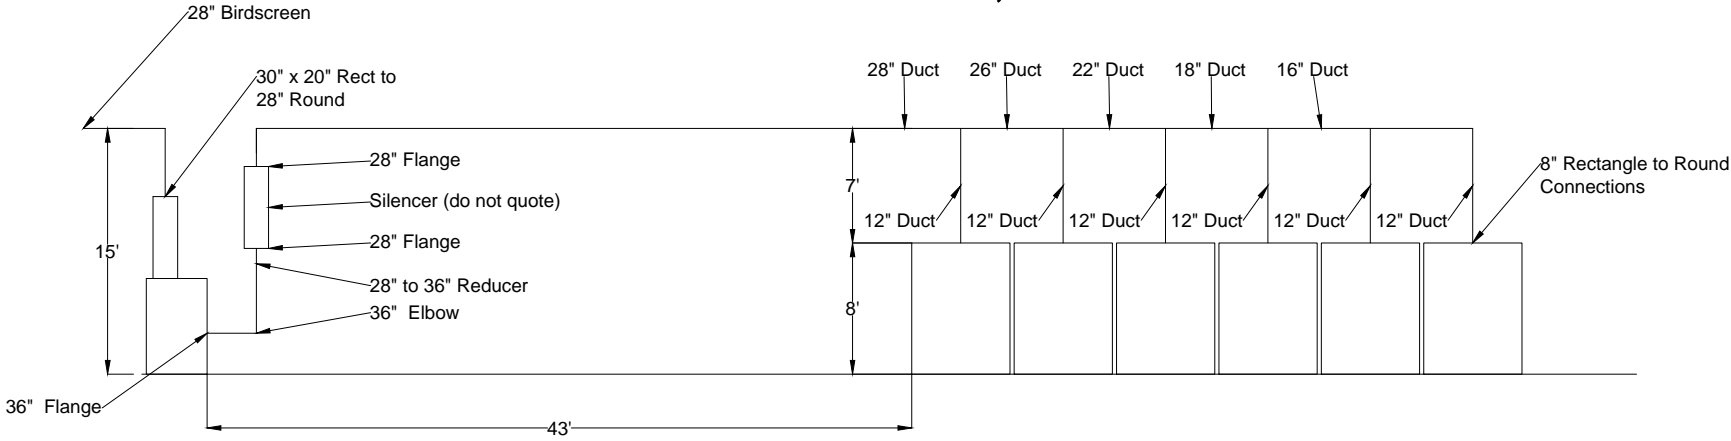 28" Birdscreen
30" x 20" Rect to
28" Round
28" Duct
26" Duct
22" Duct
18" Duct
16" Duct
28" Flange
Silencer (do not quote)
28" Flange
28" to 36" Reducer
36" Elbow
7'
15'
8'
12" Duct
12" Duct
12" Duct
12" Duct
12" Duct
12" Duct
8" Rectangle to Round
Connections
36" Flange
43'